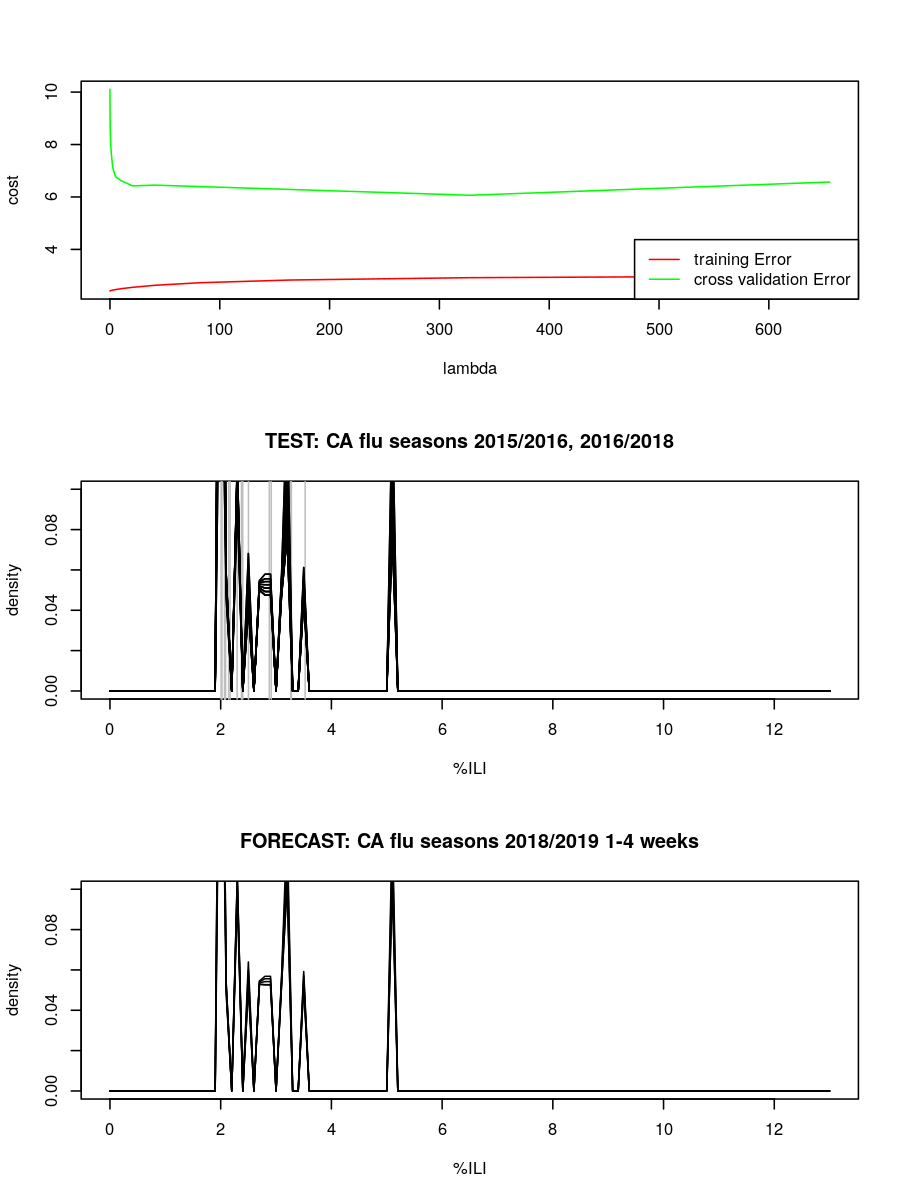 10
8
6
4
cost
training Error
cross validation Error
0 100 200 300 400 500 600
lambda
TEST: CA flu seasons 2015/2016, 2016/2018
0.08
0.04
0.00
density
0 2 4 6 8 10 12
%ILI
FORECAST: CA flu seasons 2018/2019 1-4 weeks
0.08
0.04
0.00
density
0 2 4 6 8 10 12
%ILI